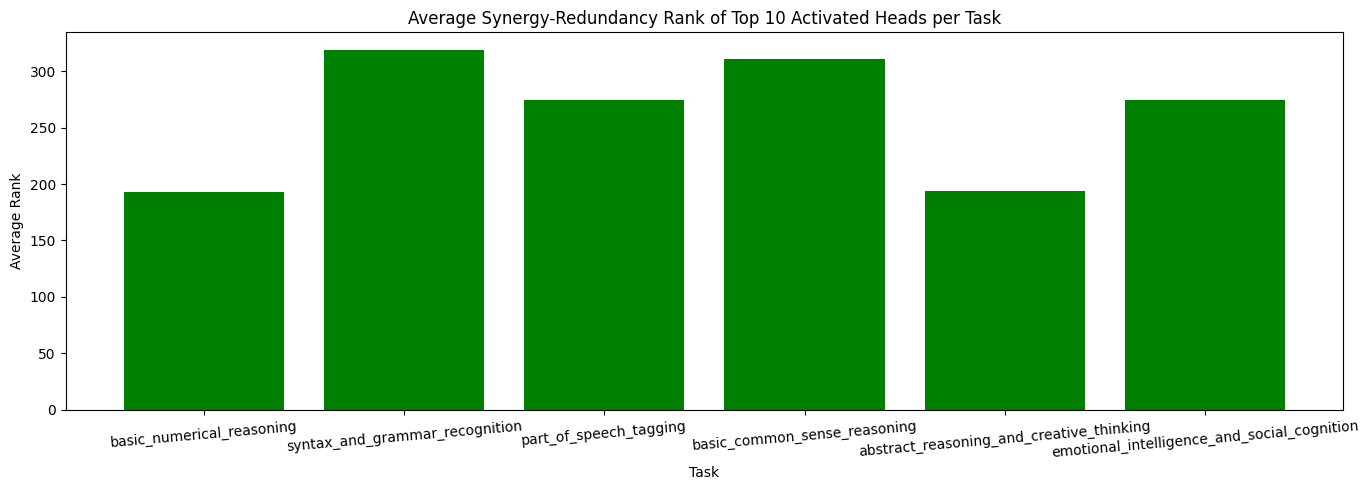 Average Synergy-Redundancy Rank of Top 10 Activated Heads per Task
Average Rank
300
250
200
150
100
50
0
basic_numerical_reasoning
syntax_and_grammar_recognition
part_of_speech_tagging
basic_common_sense_reasoning
abstract_reasoning_and_creative_thinking
emotional_intelligence_and_social_cognition
Task